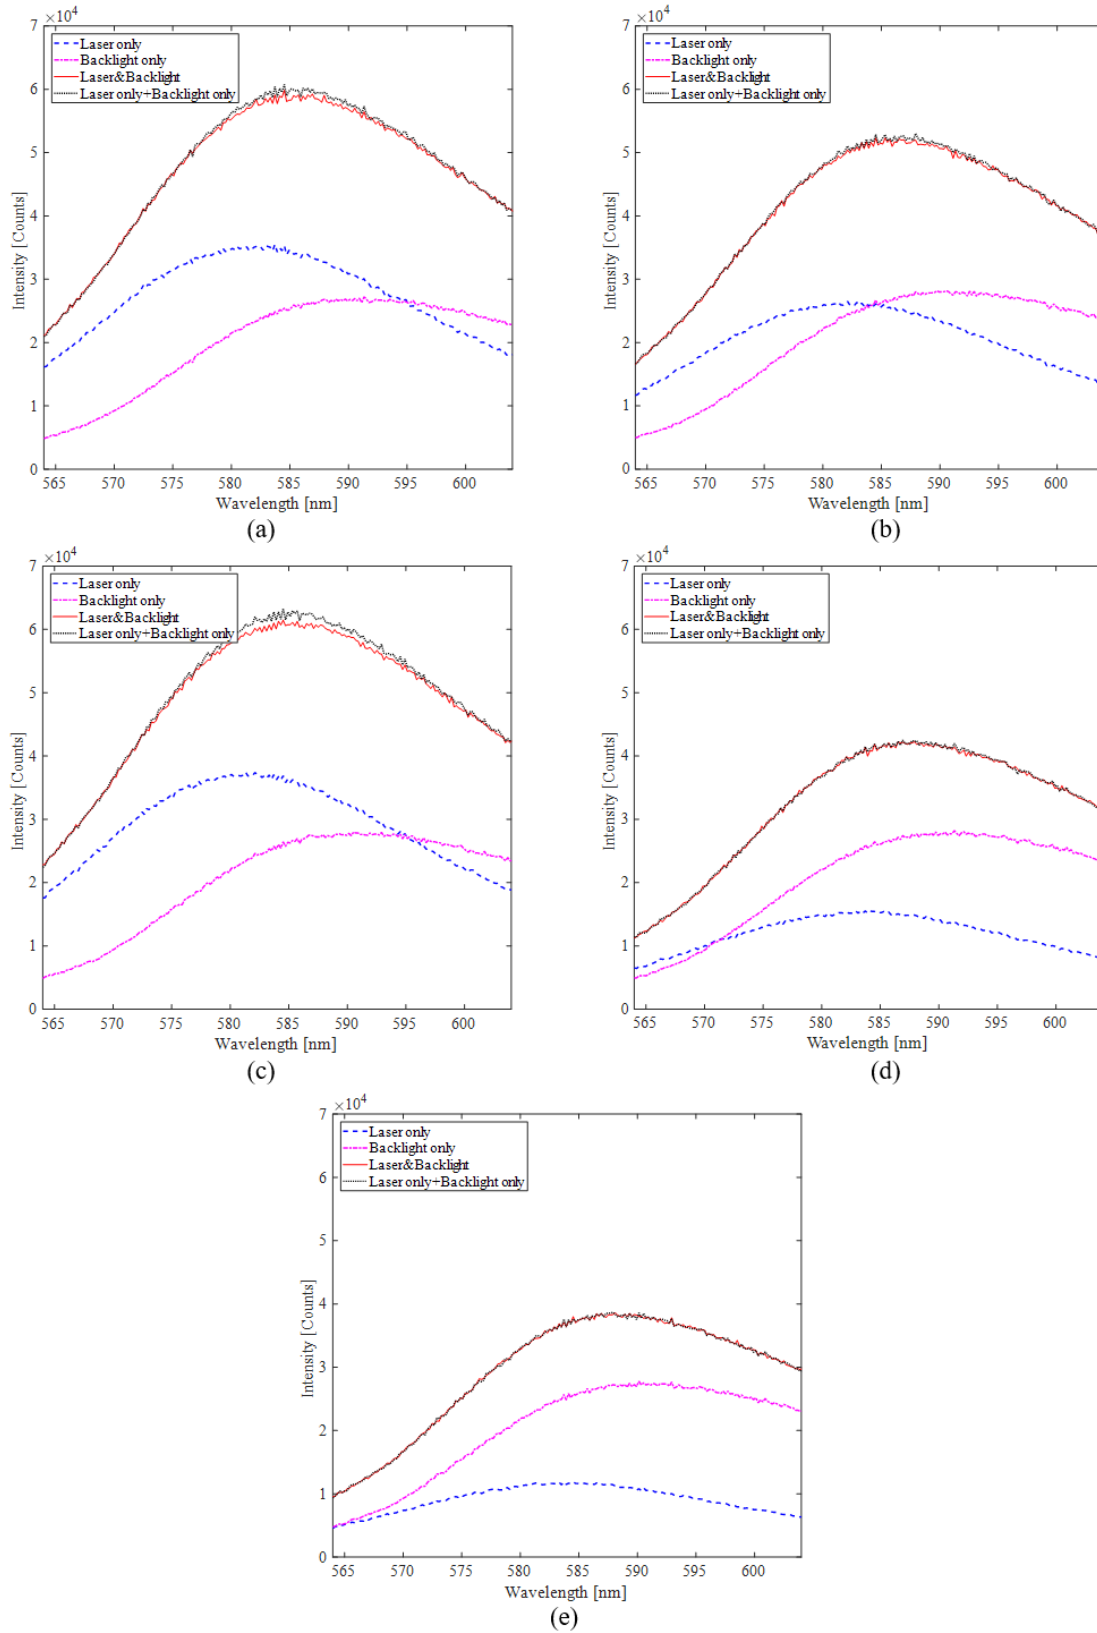 ×10⁴
7
6
5
4
3
2
1
0
Laser only
Backlight only
Laser&Backlight
Laser only+Backlight only
Intensity [Counts]
565 570 575 580 585 590 595 600
Wavelength [nm]
(a)
×10⁴
7
6
5
4
3
2
1
0
Laser only
Backlight only
Laser&Backlight
Laser only+Backlight only
Intensity [Counts]
565 570 575 580 585 590 595 600
Wavelength [nm]
(b)
×10⁴
7
6
5
4
3
2
1
0
Laser only
Backlight only
Laser&Backlight
Laser only+Backlight only
Intensity [Counts]
565 570 575 580 585 590 595 600
Wavelength [nm]
(c)
×10⁴
7
6
5
4
3
2
1
0
Laser only
Backlight only
Laser&Backlight
Laser only+Backlight only
Intensity [Counts]
565 570 575 580 585 590 595 600
Wavelength [nm]
(d)
×10⁴
7
6
5
4
3
2
1
0
Laser only
Backlight only
Laser&Backlight
Laser only+Backlight only
Intensity [Counts]
565 570 575 580 585 590 595 600
Wavelength [nm]
(e)